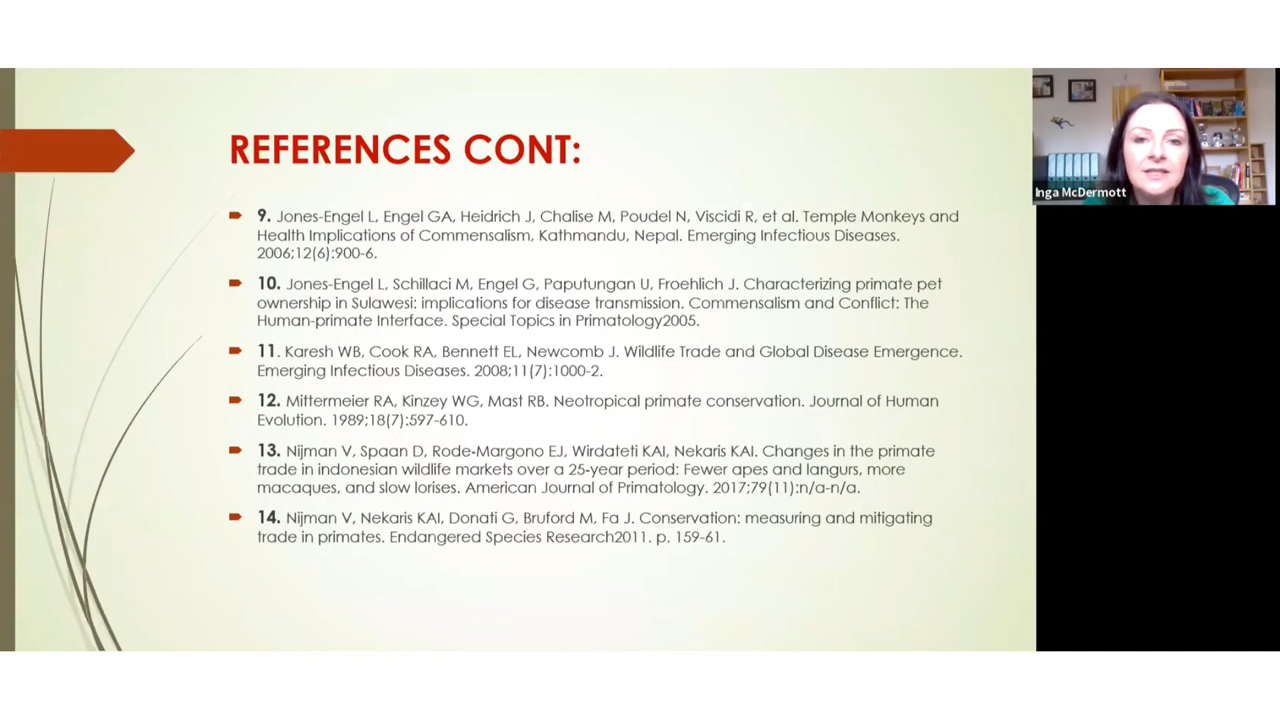 REFERENCES CONT:
9. Jones-Engel L, Engel GA, Heidrich J, Chalise M, Poudel N, Viscidi R, et al. Temple Monkeys and
Health Implications of Commensalism, Kathmandu, Nepal. Emerging Infectious Diseases.
2006;12(6):900-6.
10. Jones-Engel L, Schillaci M, Engel G, Paputungan U, Froehlich J. Characterizing primate pet
ownership in Sulawesi: implications for disease transmission. Commensalism and Conflict: The
Human-primate Interface. Special Topics in Primatology2005.
11. Karesh WB, Cook RA, Bennett EL, Newcomb J. Wildlife Trade and Global Disease Emergence.
Emerging Infectious Diseases. 2008;11(7):1000-2.
12. Mittermeier RA, Kinzey WG, Mast RB. Neotropical primate conservation. Journal of Human
Evolution. 1989;18(7):597-610.
13. Nijman V, Spaan D, Rode-Margono EJ, Wirdateti KAI, Nekaris KAI. Changes in the primate
trade in indonesian wildlife markets over a 25-year period: Fewer apes and langurs, more
macaques, and slow lorises. American Journal of Primatology. 2017;79(11):n/a-n/a.
14. Nijman V, Nekaris KAI, Donati G, Bruford M, Fa J. Conservation: measuring and mitigating
trade in primates. Endangered Species Research2011. p. 159-61.
Inga McDermott